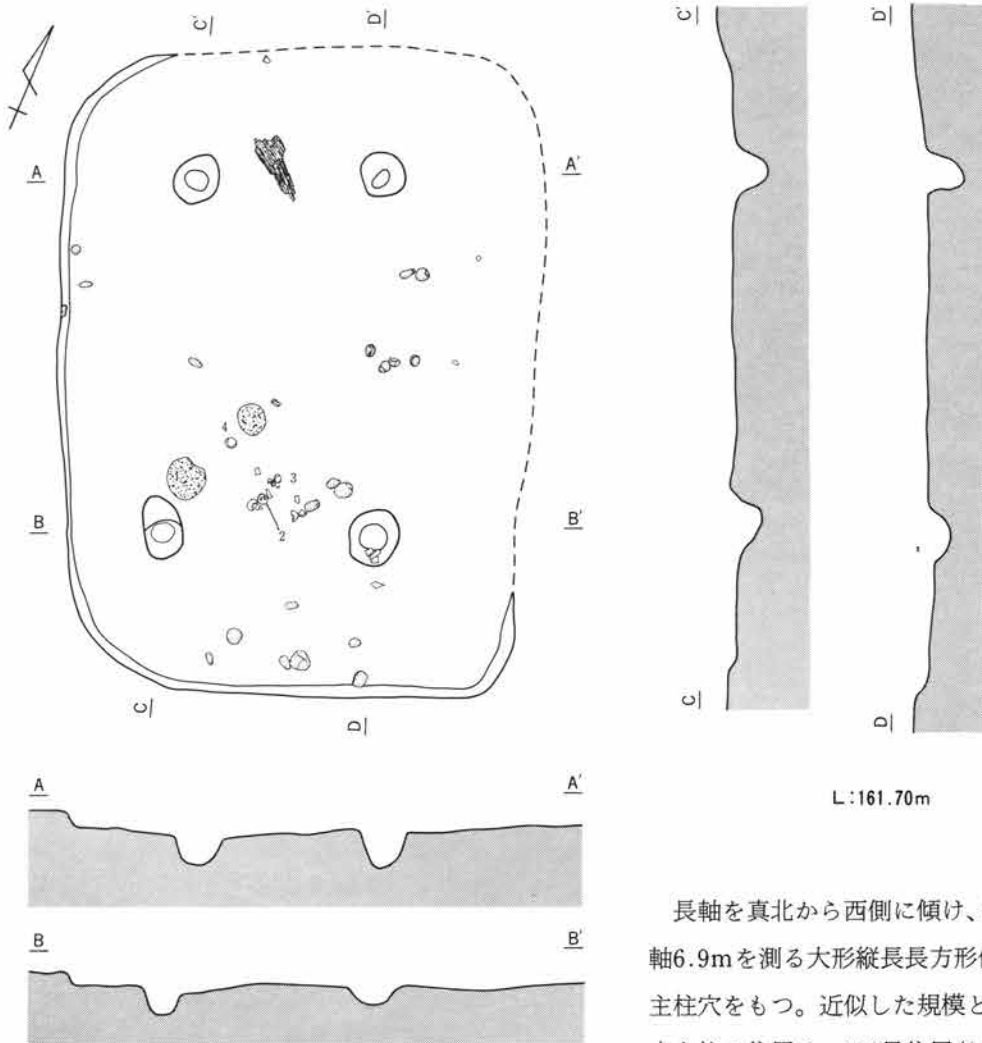 C′
D′
A
A′
4
3
B
2
B′
C
D
C′
D′
C
D
A
A′
B
B′
L:161.70m
長軸を真北から西側に傾け、
軸6.9mを測る大形縦長長方形
主柱穴をもつ。近似した規模と